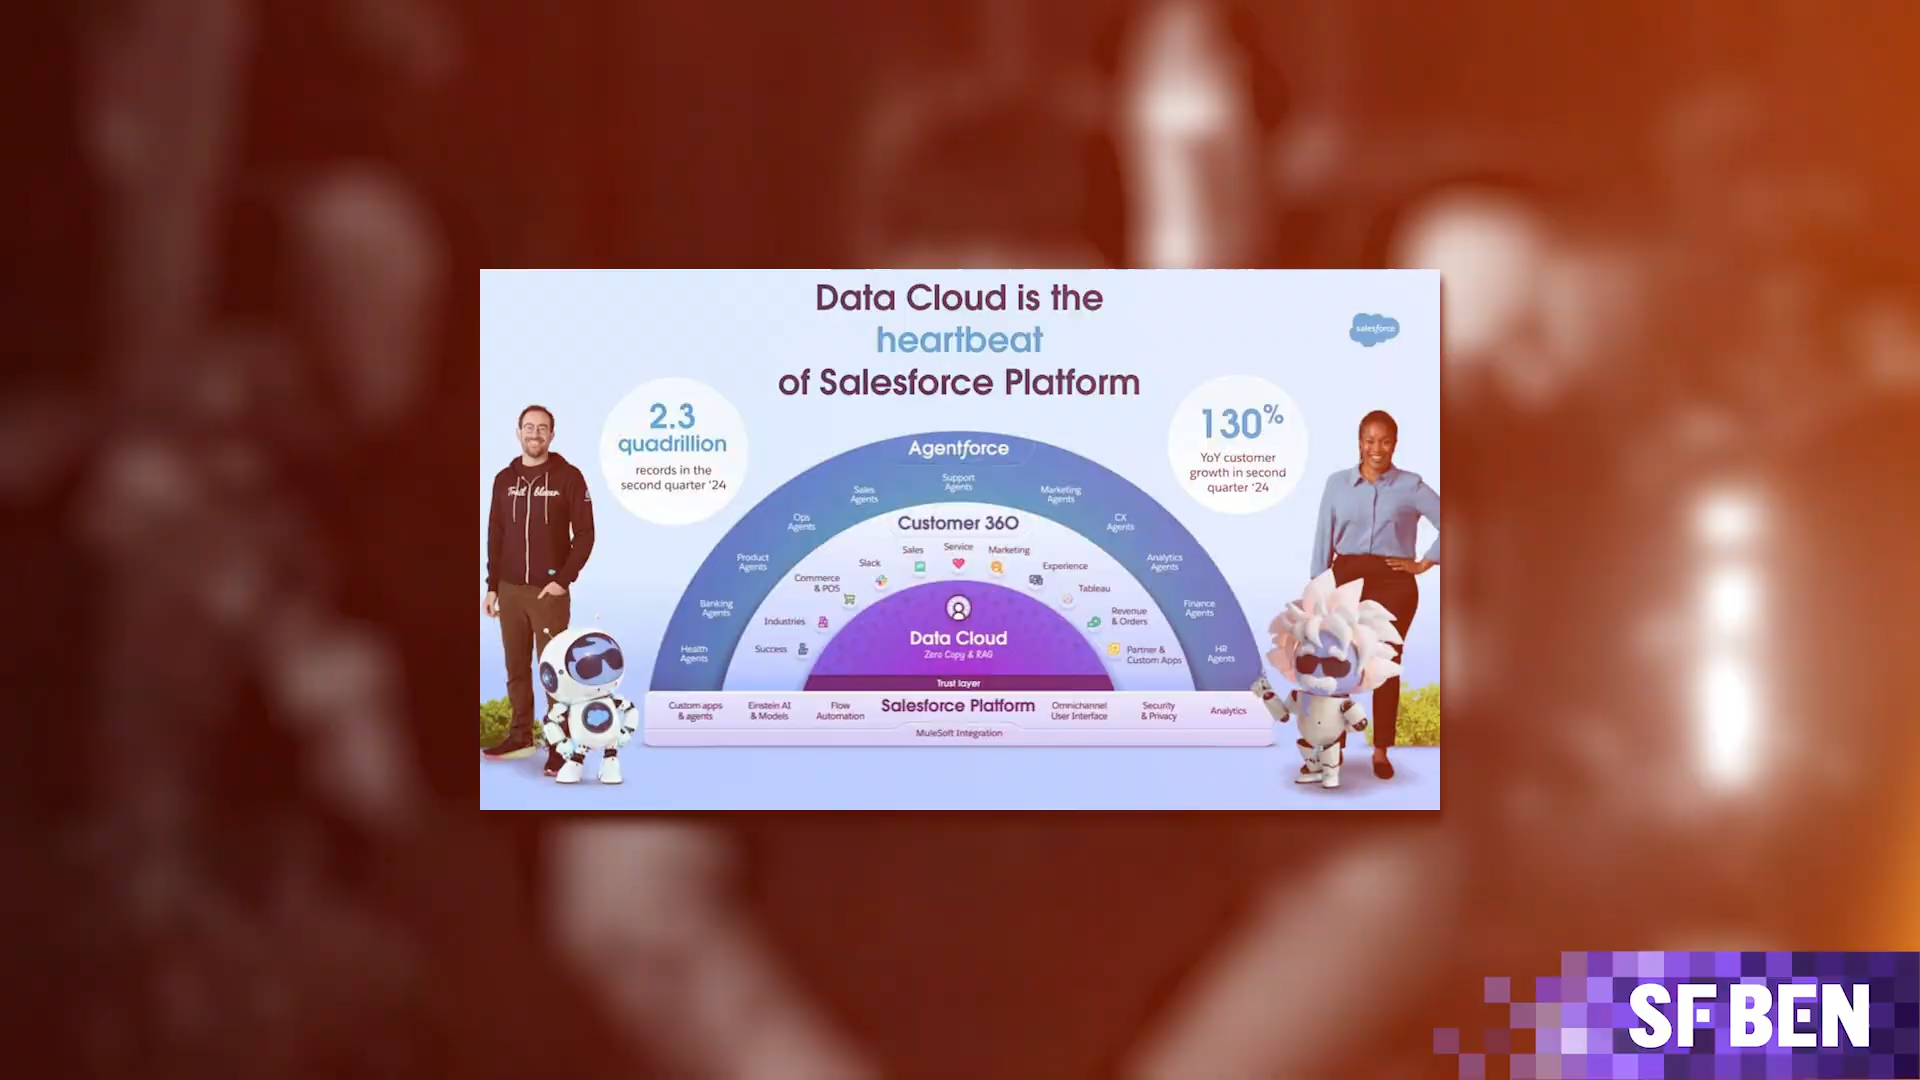 Data Cloud is the
heartbeat
of Salesforce Platform
salesforce
2.3
quadrillion
records in the
second quarter '24
130%
YoY customer
growth in second
quarter '24
Trailblazer
Agentforce
Health
Agents
Banking
Agents
Product
Agents
Ops
Agents
Sales
Agents
Support
Agents
Marketing
Agents
CX
Agents
Analytics
Agents
Finance
Agents
HR
Agents
Customer 360
Success
Industries
Commerce
& POS
Slack
Sales
Service
Marketing
Experience
Tableau
Revenue
& Orders
Partner &
Custom Apps
Data Cloud
Zero Copy & RAG
Trust layer
Custom apps
& agents
Einstein AI
& Models
Flow
Automation
Salesforce Platform
Omnichannel
User Interface
Security
& Privacy
Analytics
MuleSoft Integration
SF BEN